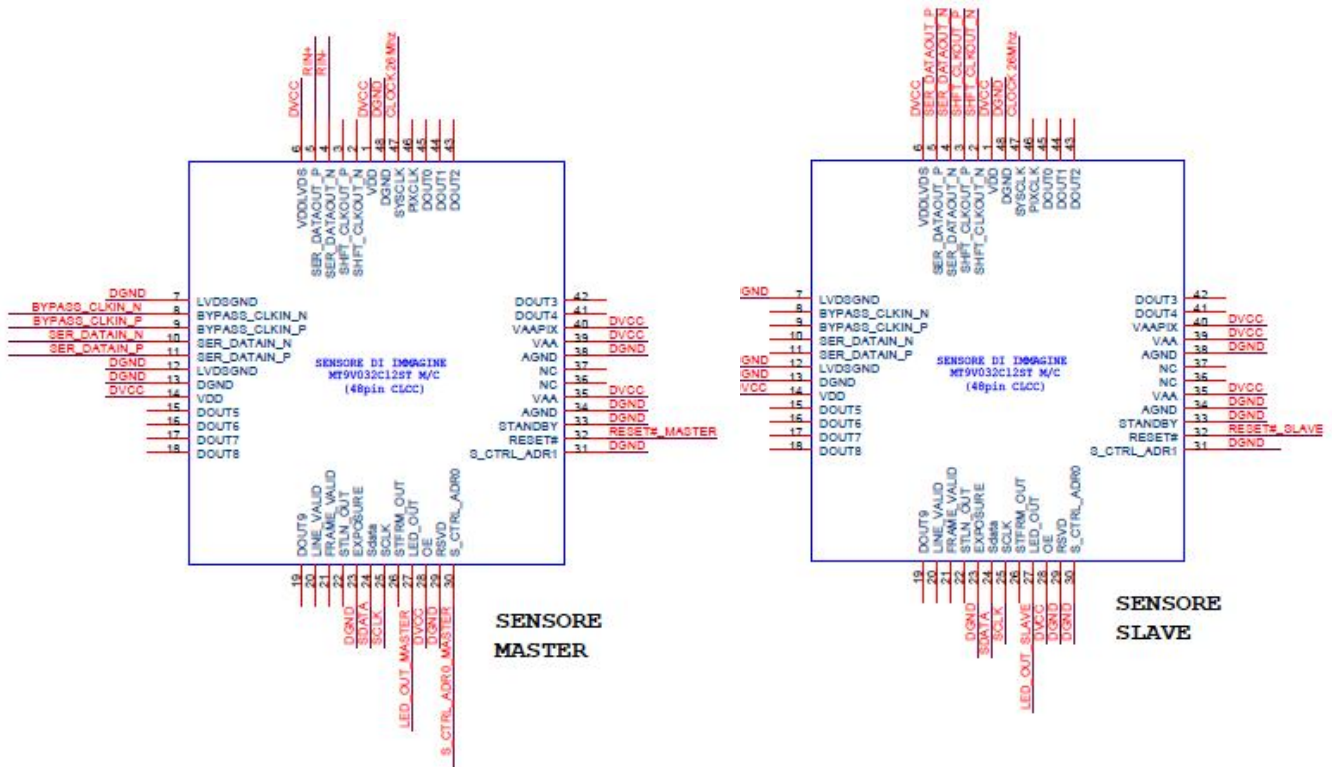 DVCC
RIN+
RIN-
DVCC
DGND
CLOCK 26Mhz
6
5
4
3
2
1
48
47
46
45
44
43
VDDLVDS
SER_DATAOUT_P
SER_DATAOUT_N
SHFT_CLKOUT_P
SHFT_CLKOUT_N
VDD
DGND
SYSCLK
PIXCLK
DOUT0
DOUT1
DOUT2
DGND 7 LVDSGND
BYPASS_CLKIN_N 8 BYPASS_CLKIN_N
BYPASS_CLKIN_P 9 BYPASS_CLKIN_P
SER_DATAIN_N 10 SER_DATAIN_N
SER_DATAIN_P 11 SER_DATAIN_P
DGND 12 LVDSGND
DGND 13 DGND
DVCC 14 VDD
15 DOUT5
16 DOUT6
17 DOUT7
18 DOUT8
SENSORE DI IMMAGINE
MT9V032C12ST M/C
(48pin CLCC)
DOUT3 42
DOUT4 41
VAAPIX 40 DVCC
VAA 39 DVCC
AGND 38 DGND
NC 37
NC 36
VAA 35 DVCC
AGND 34 DGND
STANDBY 33 DGND
RESET# 32 RESET#_MASTER
S_CTRL_ADR1 31 DGND
DOUT9
LINE_VALID
FRAME_VALID
STLN_OUT
EXPOSURE
Sdata
SCLK
STFRM_OUT
LED_OUT
OE
RSVD
S_CTRL_ADR0
19
20
21
22
23
24
25
26
27
28
29
30
DGND
SDATA
SCLK
LED_OUT_MASTER
DVCC
DGND
S_CTRL_ADR0_MASTER
SENSORE
MASTER
DVCC
SER_DATAOUT_P
SER_DATAOUT_N
SHFT_CLKOUT_P
SHFT_CLKOUT_N
DVCC
DGND
CLOCK 26Mhz
6
5
4
3
2
1
48
47
46
45
44
43
VDDLVDS
SER_DATAOUT_P
SER_DATAOUT_N
SHFT_CLKOUT_P
SHFT_CLKOUT_N
VDD
DGND
SYSCLK
PIXCLK
DOUT0
DOUT1
DOUT2
GND 7 LVDSGND
8 BYPASS_CLKIN_N
9 BYPASS_CLKIN_P
10 SER_DATAIN_N
11 SER_DATAIN_P
GND 12 LVDSGND
GND 13 DGND
VCC 14 VDD
15 DOUT5
16 DOUT6
17 DOUT7
18 DOUT8
SENSORE DI IMMAGINE
MT9V032C12ST M/C
(48pin CLCC)
DOUT3 42
DOUT4 41
VAAPIX 40 DVCC
VAA 39 DVCC
AGND 38 DGND
NC 37
NC 36
VAA 35 DVCC
AGND 34 DGND
STANDBY 33 DGND
RESET# 32 RESET#_SLAVE
S_CTRL_ADR1 31 DGND
DOUT9
LINE_VALID
FRAME_VALID
STLN_OUT
EXPOSURE
Sdata
SCLK
STFRM_OUT
LED_OUT
OE
RSVD
S_CTRL_ADR0
19
20
21
22
23
24
25
26
27
28
29
30
DGND
SDATA
SCLK
LED_OUT_SLAVE
DVCC
DGND
DGND
SENSORE
SLAVE